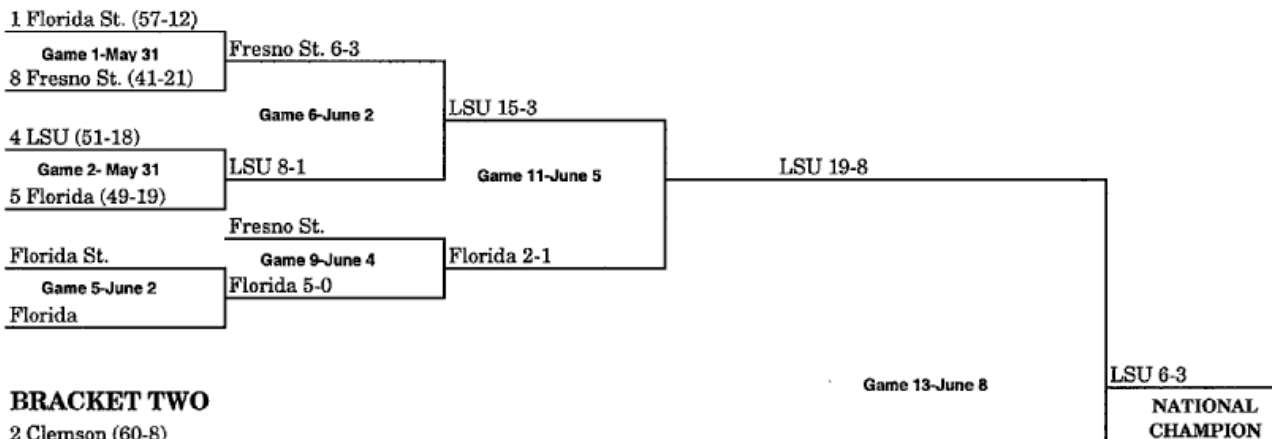 1 Florida St. (57-12)
Game 1-May 31
Fresno St. 6-3
8 Fresno St. (41-21)
Game 6-June 2
LSU 15-3
4 LSU (51-18)
Game 2- May 31
LSU 8-1
Game 11-June 5
LSU 19-8
5 Florida (49-19)
Fresno St.
Florida St.
Game 9-June 4
Florida 2-1
Game 5-June 2
Florida 5-0
Florida
Game 13-June 8
LSU 6-3
NATIONAL
CHAMPION
BRACKET TWO
2 Clemson (60-8)